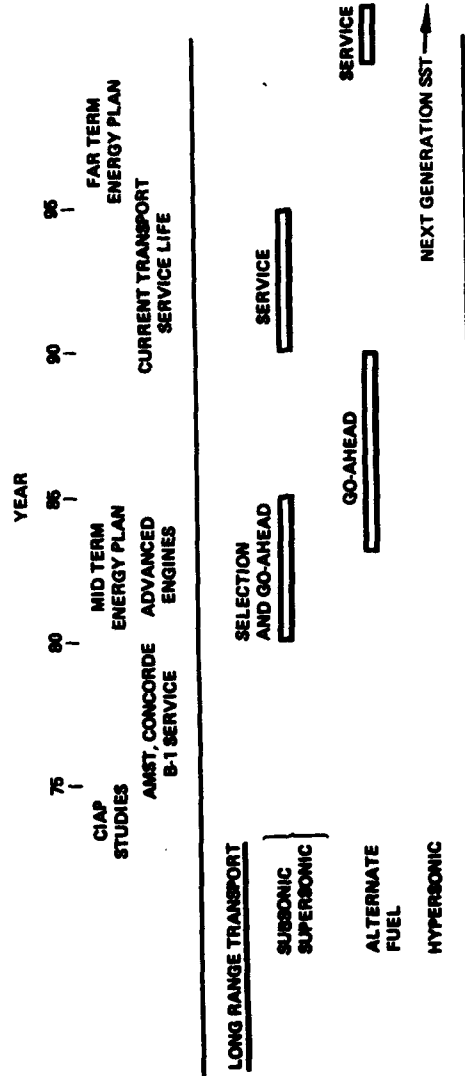 YEAR
75 80 85 90 95
CIAP
STUDIES
MID TERM
ENERGY PLAN
FAR TERM
ENERGY PLAN
AMST, CONCORDE
B-1 SERVICE
ADVANCED
ENGINES
CURRENT TRANSPORT
SERVICE LIFE
LONG RANGE TRANSPORT
SUBSONIC
SUPERSONIC
SELECTION
AND GO-AHEAD
SERVICE
ALTERNATE
FUEL
GO-AHEAD
SERVICE
HYPERSONIC
NEXT GENERATION SST